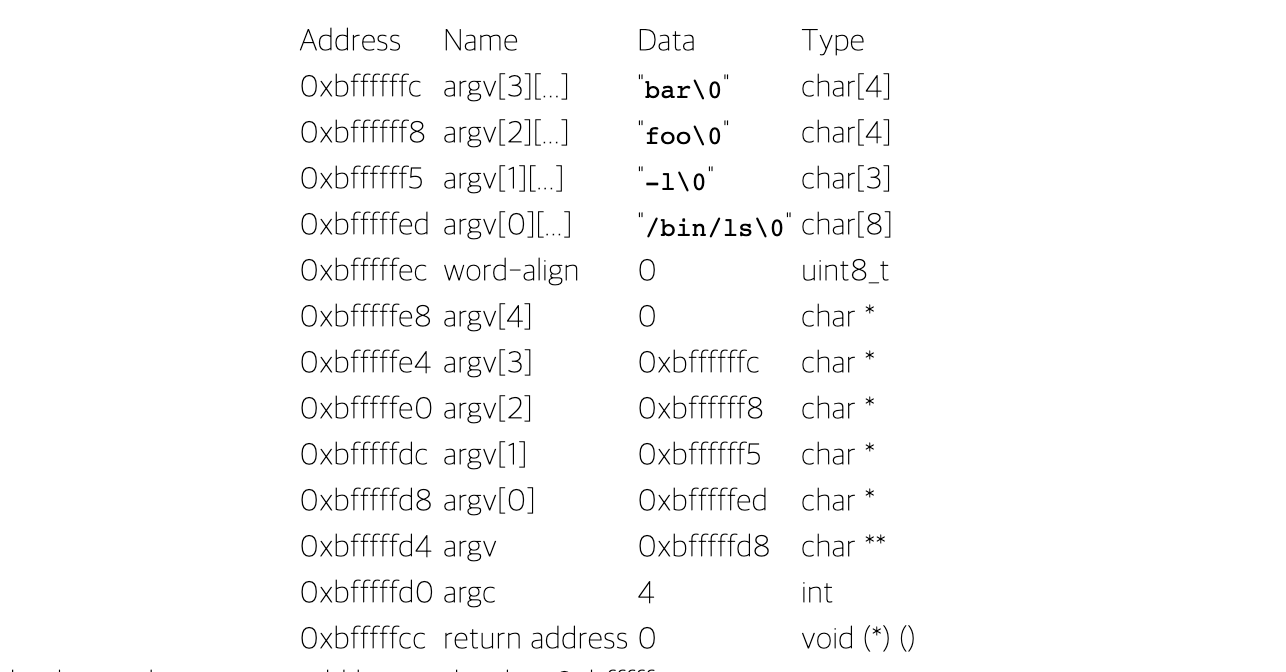 Address Name Data Type
0xbffffffc argv[3][...] "bar\0" char[4]
0xbffffff8 argv[2][...] "foo\0" char[4]
0xbffffff5 argv[1][...] "-l\0" char[3]
0xbfffffed argv[0][...] "/bin/ls\0" char[8]
0xbfffffec word-align 0 uint8_t
0xbfffffe8 argv[4] 0 char *
0xbfffffe4 argv[3] 0xbffffffc char *
0xbfffffe0 argv[2] 0xbffffff8 char *
0xbfffffdc argv[1] 0xbffffff5 char *
0xbfffffd8 argv[0] 0xbfffffed char *
0xbfffffd4 argv 0xbfffffd8 char **
0xbfffffd0 argc 4 int
0xbfffffcc return address 0 void (*) ()